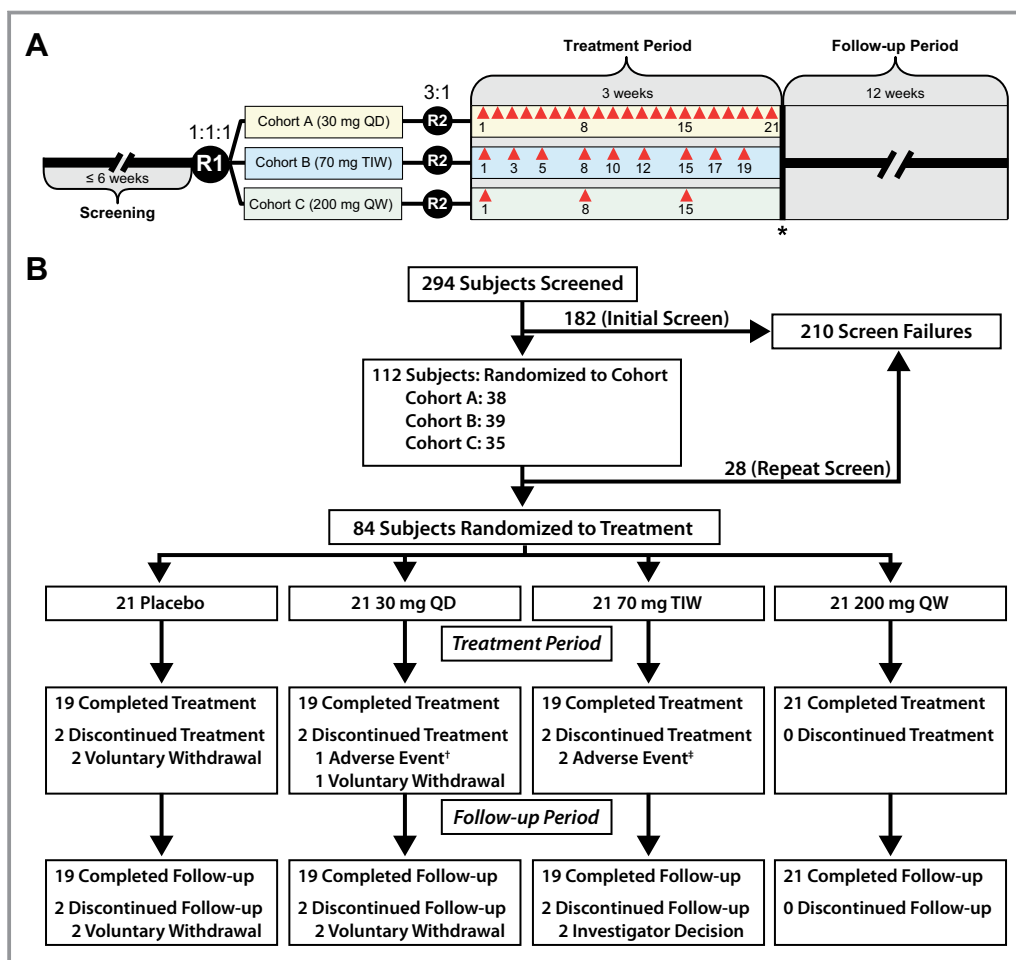 A
Treatment Period
Follow-up Period
3 weeks
12 weeks
1:1:1
3:1
R1
Cohort A (30 mg QD)
R2
1 8 15 21
Cohort B (70 mg TIW)
R2
1 3 5 8 10 12 15 17 19
Cohort C (200 mg QW)
R2
1 8 15
≤ 6 weeks
Screening
*
B
294 Subjects Screened
182 (Initial Screen)
210 Screen Failures
112 Subjects: Randomized to Cohort
Cohort A: 38
Cohort B: 39
Cohort C: 35
28 (Repeat Screen)
84 Subjects Randomized to Treatment
21 Placebo
21 30 mg QD
21 70 mg TIW
21 200 mg QW
Treatment Period
19 Completed Treatment
2 Discontinued Treatment
2 Voluntary Withdrawal
19 Completed Treatment
2 Discontinued Treatment
1 Adverse Event†
1 Voluntary Withdrawal
19 Completed Treatment
2 Discontinued Treatment
2 Adverse Event‡
21 Completed Treatment
0 Discontinued Treatment
Follow-up Period
19 Completed Follow-up
2 Discontinued Follow-up
2 Voluntary Withdrawal
19 Completed Follow-up
2 Discontinued Follow-up
2 Voluntary Withdrawal
19 Completed Follow-up
2 Discontinued Follow-up
2 Investigator Decision
21 Completed Follow-up
0 Discontinued Follow-up